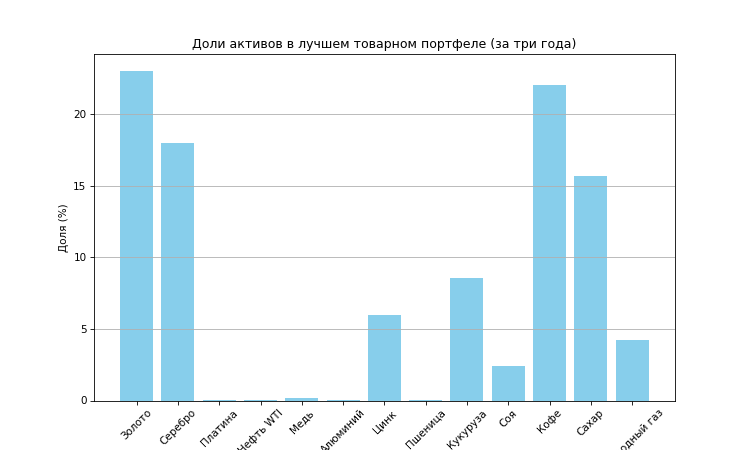 Доли активов в лучшем товарном портфеле (за три года)
Доля (%)
20
15
10
5
0
Золото
Серебро
Платина
Нефть WTI
Медь
Алюминий
Цинк
Пшеница
Кукуруза
Соя
Кофе
Сахар
газ